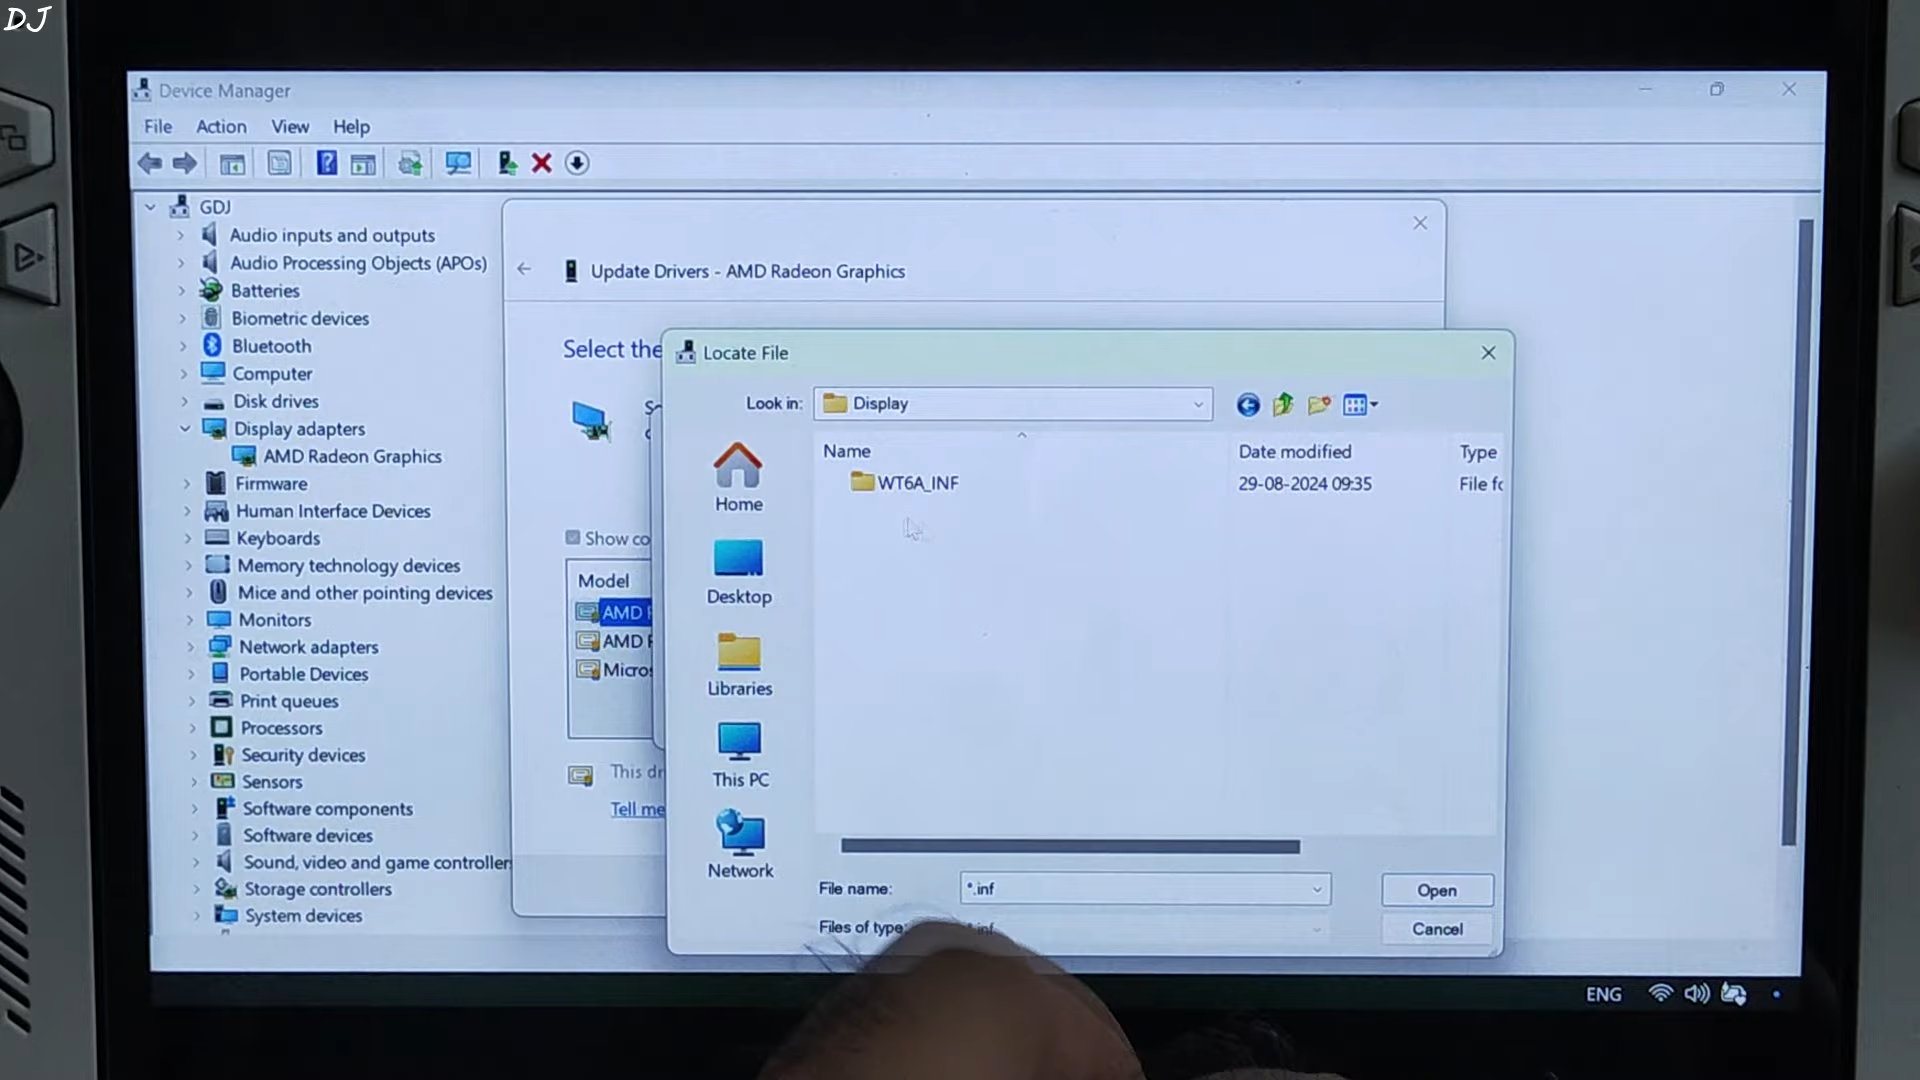 DJ
Device Manager
File Action View Help
GDJ
Audio inputs and outputs
Audio Processing Objects (APOs)
Batteries
Biometric devices
Bluetooth
Computer
Disk drives
Display adapters
AMD Radeon Graphics
Firmware
Human Interface Devices
Keyboards
Memory technology devices
Mice and other pointing devices
Monitors
Network adapters
Portable Devices
Print queues
Processors
Security devices
Sensors
Software components
Software devices
Sound, video and game controller
Storage controllers
System devices
Update Drivers - AMD Radeon Graphics
Select the
Show co
Model
AMD
AMD
Micros
This dr
Tell me
Locate File
Look in: Display
Home
Desktop
Libraries
This PC
Network
Name Date modified Type
WT6A_INF 29-08-2024 09:35 File fo
File name: *.inf Open
Files of type: *.inf Cancel
ENG